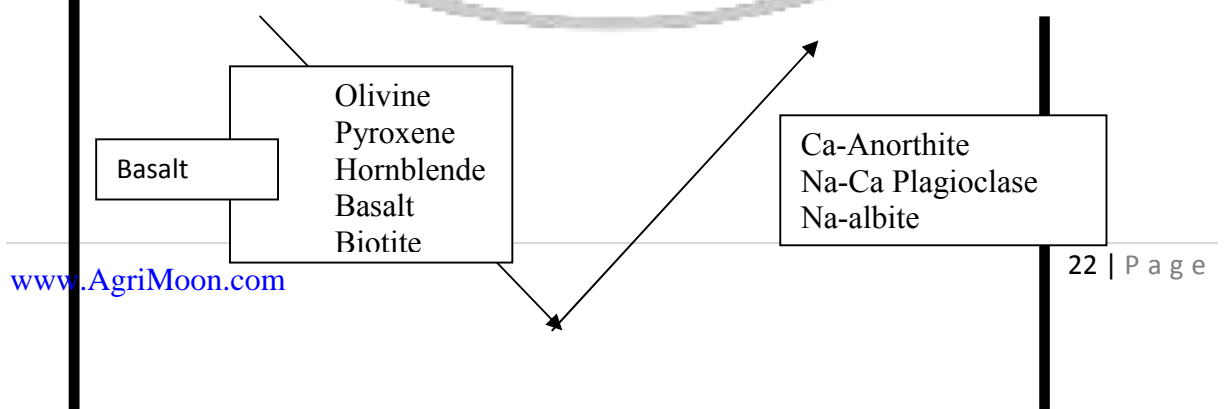 Olivine
Pyroxene
Hornblende
Basalt
Biotite
Basalt
Ca-Anorthite
Na-Ca Plagioclase
Na-albite
www.AgriMoon.com
22 | P a g e